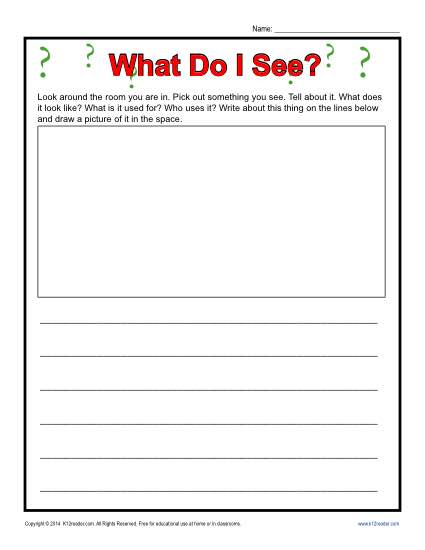 Name: ____________________
? ? What Do I See? ? ?
? ?
Look around the room you are in. Pick out something you see. Tell about it. What does
it look like? What is it used for? Who uses it? Write about this thing on the lines below
and draw a picture of it in the space.
Copyright © 2014 K12reader.com. All Rights Reserved. Free for educational use at home or in classrooms. www.k12reader.com